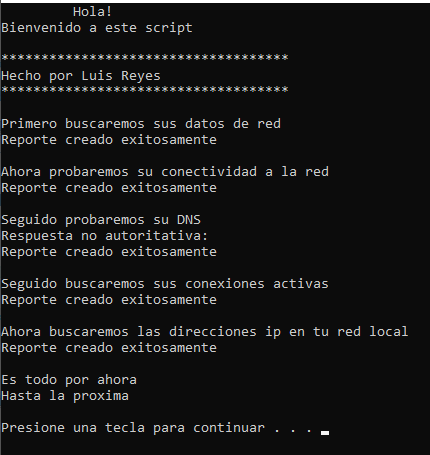 Hola!
Bienvenido a este script
************************************
Hecho por Luis Reyes
************************************
Primero buscaremos sus datos de red
Reporte creado exitosamente
Ahora probaremos su conectividad a la red
Reporte creado exitosamente
Seguido probaremos su DNS
Respuesta no autoritativa:
Reporte creado exitosamente
Seguido buscaremos sus conexiones activas
Reporte creado exitosamente
Ahora buscaremos las direcciones ip en tu red local
Reporte creado exitosamente
Es todo por ahora
Hasta la proxima
Presione una tecla para continuar . . .